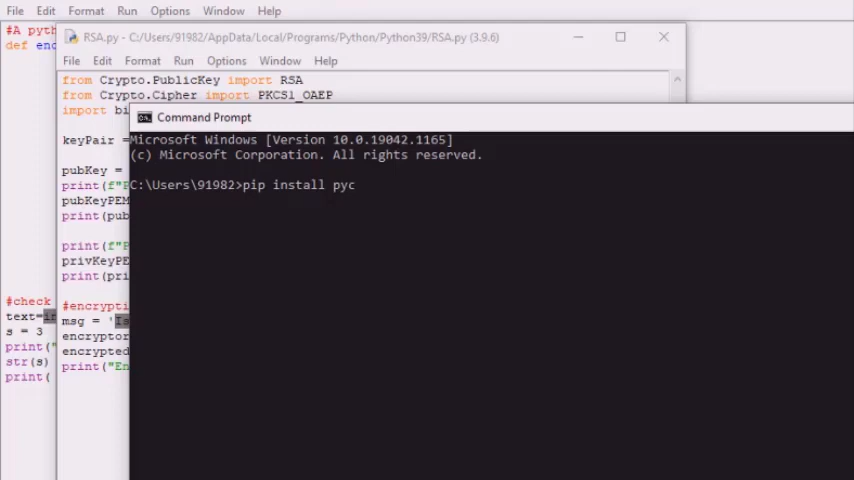 File Edit Format Run Options Window Help
#A pyth
def enc
RSA.py - C:/Users/91982/AppData/Local/Programs/Python/Python39/RSA.py (3.9.6)
File Edit Format Run Options Window Help
from Crypto.PublicKey import RSA
from Crypto.Cipher import PKCS1_OAEP
import bi
keyPair =
pubKey =
print(f"P
pubKeyPEM
print(pub
print(f"P
privKeyPE
print(pri
#encrypti
msg = 'Is
encryptor
encrypted
print("En
Command Prompt
Microsoft Windows [Version 10.0.19042.1165]
(c) Microsoft Corporation. All rights reserved.
C:\Users\91982>pip install pyc
#check
text=in
s = 3
print("
str(s)
print(